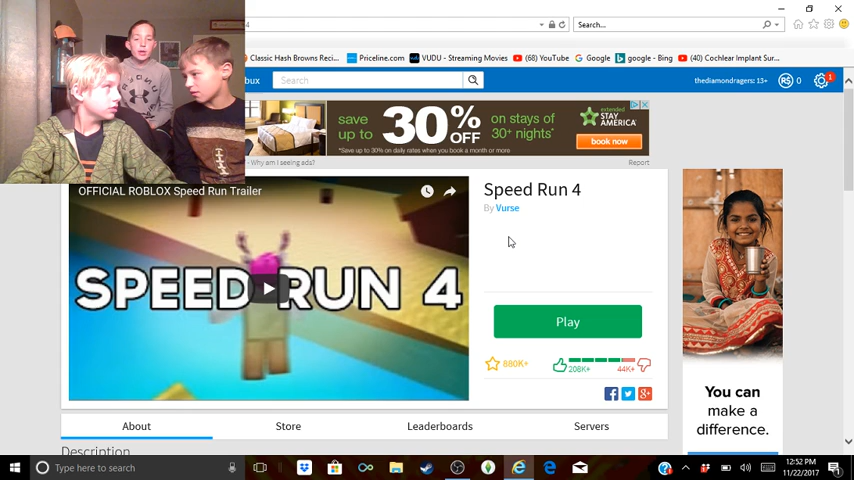 4
Search...
Classic Hash Browns Reci...
Priceline.com
VUDU - Streaming Movies
(68) YouTube
Google
google - Bing
(40) Cochlear Implant Sur...
bux
Search
thediamondragers: 13+
0
1
save
up to
30%
OFF
on stays of
30+ nights*
*Save up to 30% on daily rates when you book a month or more
extended
STAY
AMERICA
book now
- Why am I seeing ads?
Report
OFFICIAL ROBLOX Speed Run Trailer
SPEED RUN 4
Speed Run 4
By Vurse
Play
880K+
208K+
44K+
You can
make a
difference.
About
Store
Leaderboards
Servers
Description
Type here to search
12:52 PM
11/22/2017